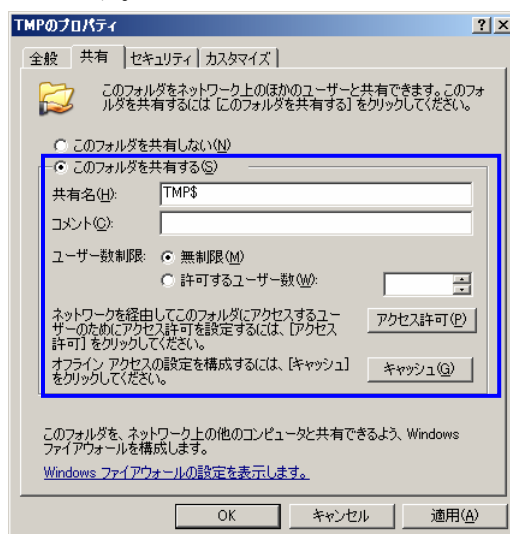 TMPのプロパティ
? ×
全般 共有 セキュリティ カスタマイズ
このフォルダをネットワーク上のほかのユーザーと共有できます。このフォ
ルダを共有するには [このフォルダを共有する] をクリックしてください。
このフォルダを共有しない(N)
このフォルダを共有する(S)
共有名(H): TMP$
コメント(C):
ユーザー数制限: 無制限(M)
許可するユーザー数(W):
ネットワークを経由してこのフォルダにアクセスするユー
ザーのためにアクセス許可を設定するには、[アクセス
許可] をクリックしてください。
アクセス許可(P)
オフライン アクセスの設定を構成するには、[キャッシュ]
をクリックしてください。
キャッシュ(G)
このフォルダを、ネットワーク上の他のコンピュータと共有できるよう、Windows
ファイアウォールを構成します。
Windows ファイアウォールの設定を表示します。
OK キャンセル 適用(A)